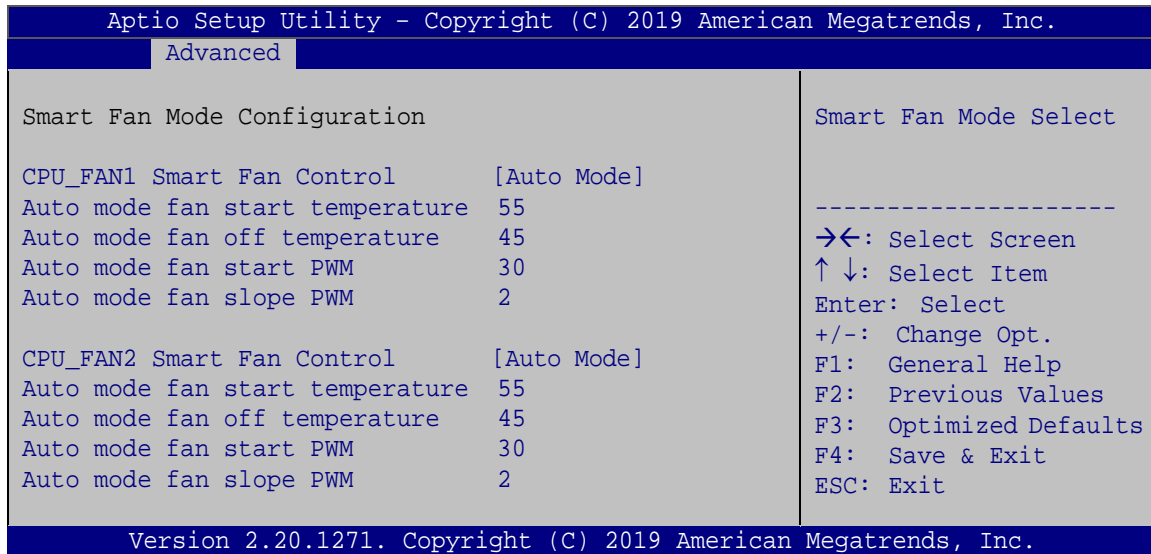 Aptio Setup Utility – Copyright (C) 2019 American Megatrends, Inc.
Advanced
Smart Fan Mode Configuration
CPU_FAN1 Smart Fan Control [Auto Mode]
Auto mode fan start temperature 55
Auto mode fan off temperature 45
Auto mode fan start PWM 30
Auto mode fan slope PWM 2
CPU_FAN2 Smart Fan Control [Auto Mode]
Auto mode fan start temperature 55
Auto mode fan off temperature 45
Auto mode fan start PWM 30
Auto mode fan slope PWM 2
Smart Fan Mode Select
---------------------
→←: Select Screen
↑ ↓: Select Item
Enter: Select
+/-: Change Opt.
F1: General Help
F2: Previous Values
F3: Optimized Defaults
F4: Save & Exit
ESC: Exit
Version 2.20.1271. Copyright (C) 2019 American Megatrends, Inc.